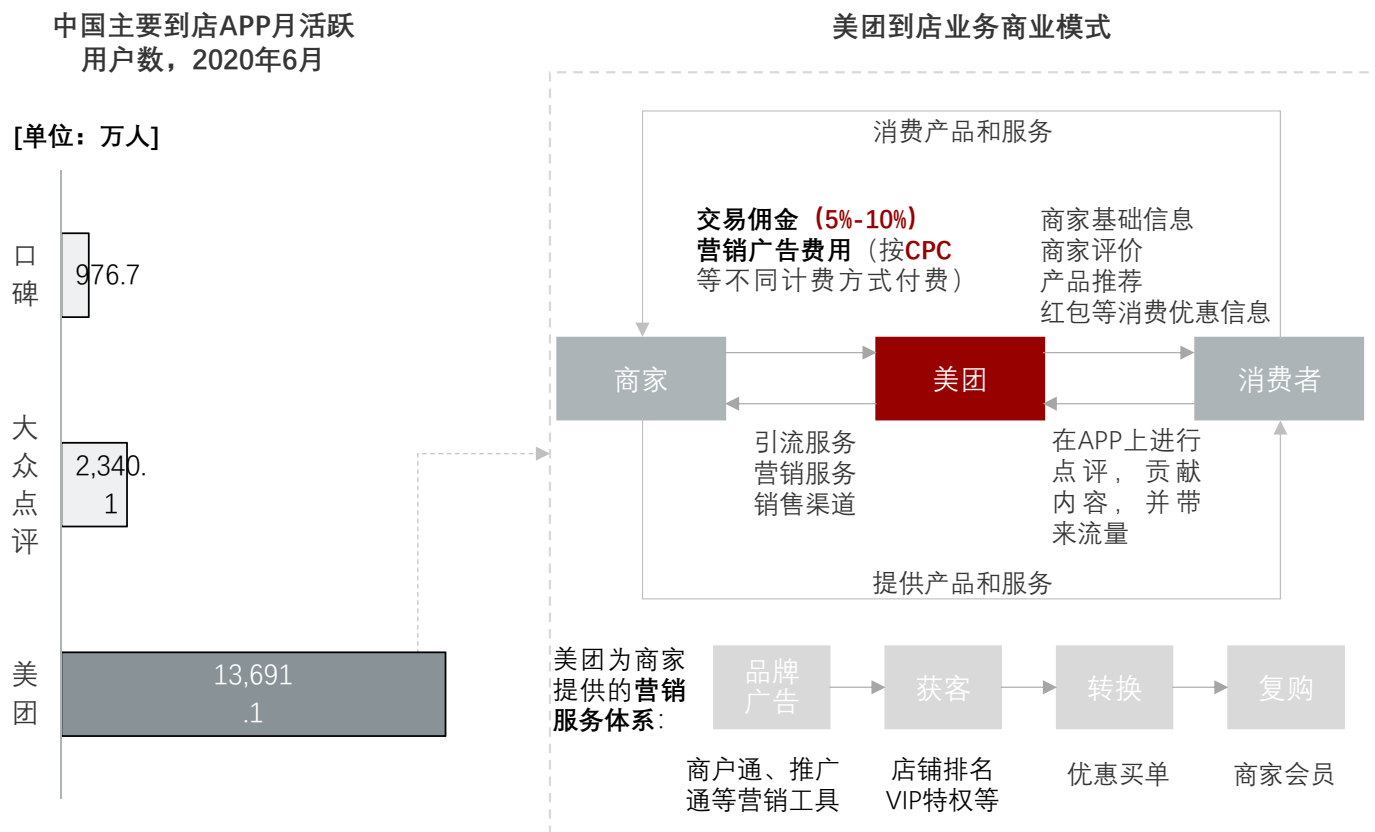 中国主要到店APP月活跃
用户数，2020年6月
[单位：万人]
口
碑
976.7
大
众
点
评
2,340.
1
美
团
13,691
.1
美团到店业务商业模式
消费产品和服务
交易佣金（5%-10%）
营销广告费用（按CPC
等不同计费方式付费）
商家基础信息
商家评价
产品推荐
红包等消费优惠信息
商家
美团
消费者
引流服务
营销服务
销售渠道
在APP上进行
点评，贡献
内容，并带
来流量
提供产品和服务
美团为商家
提供的营销
服务体系：
品牌
广告
获客
转换
复购
商户通、推广
通等营销工具
店铺排名
VIP特权等
优惠买单
商家会员